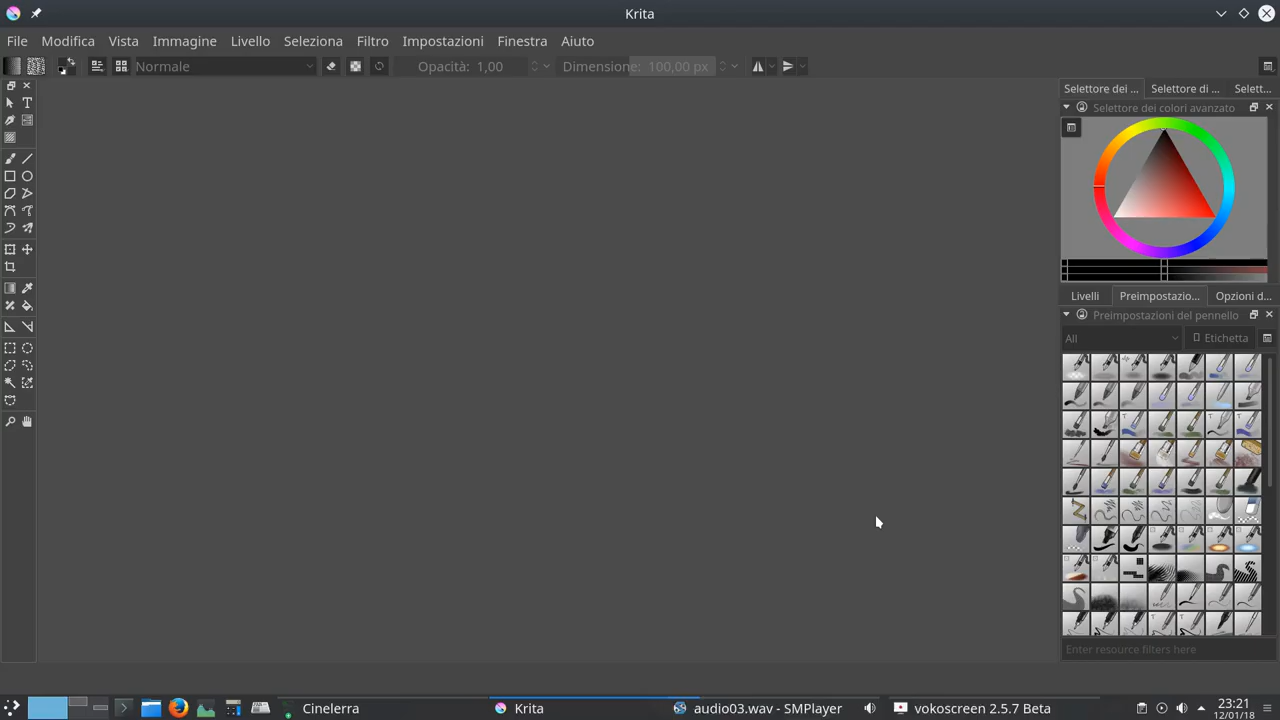 Krita
File Modifica Vista Immagine Livello Seleziona Filtro Impostazioni Finestra Aiuto
Normale Opacità: 1,00 Dimensione: 100,00 px
Selettore dei ... Selettore di ... Selett...
Selettore dei colori avanzato
Livelli Preimpostazio... Opzioni d...
Preimpostazioni del pennello
All Etichetta
Enter resource filters here
Cinelerra Krita audio03.wav - SMPlayer vokoscreen 2.5.7 Beta 23:21
12/01/18